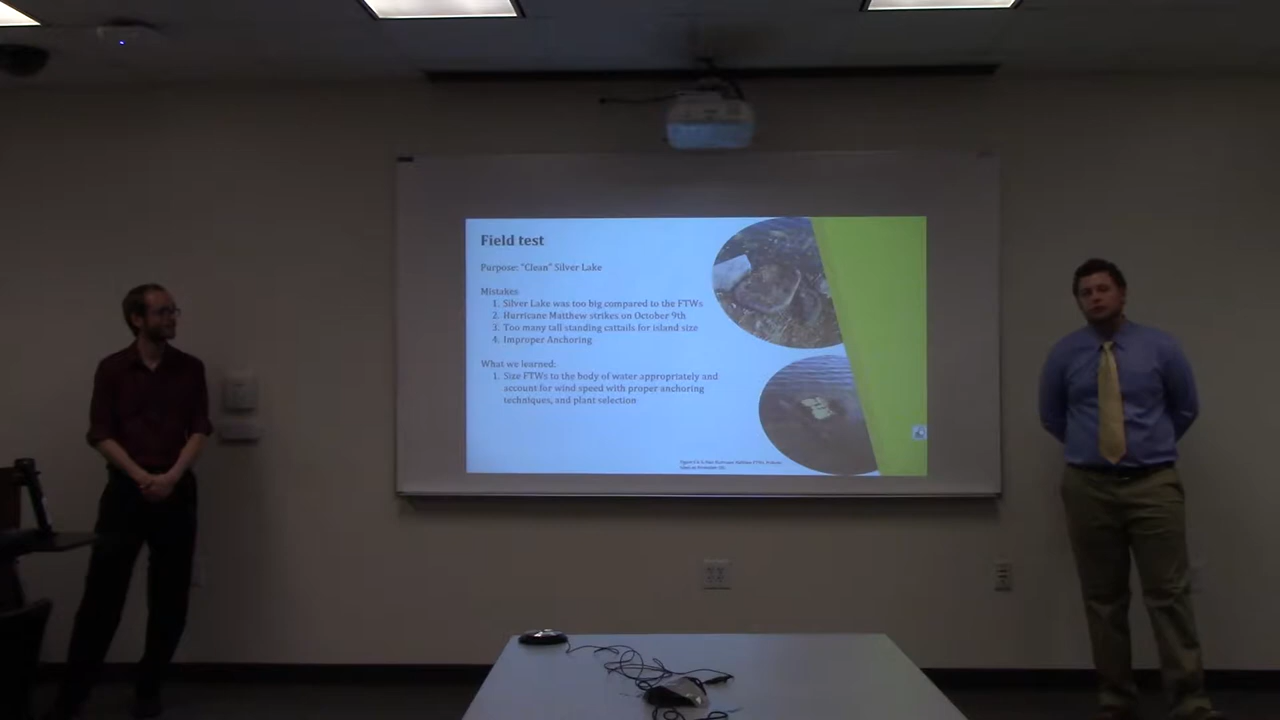 Field test
Purpose: "Clean" Silver Lake
Mistakes:
1. Silver Lake was too big compared to the FTWs
2. Hurricane Matthew strikes on October 9th
3. Too many tall standing cattails for island size
4. Improper Anchoring
What we learned:
1. Size FTWs to the body of water appropriately and
account for wind speed with proper anchoring
techniques, and plant selection